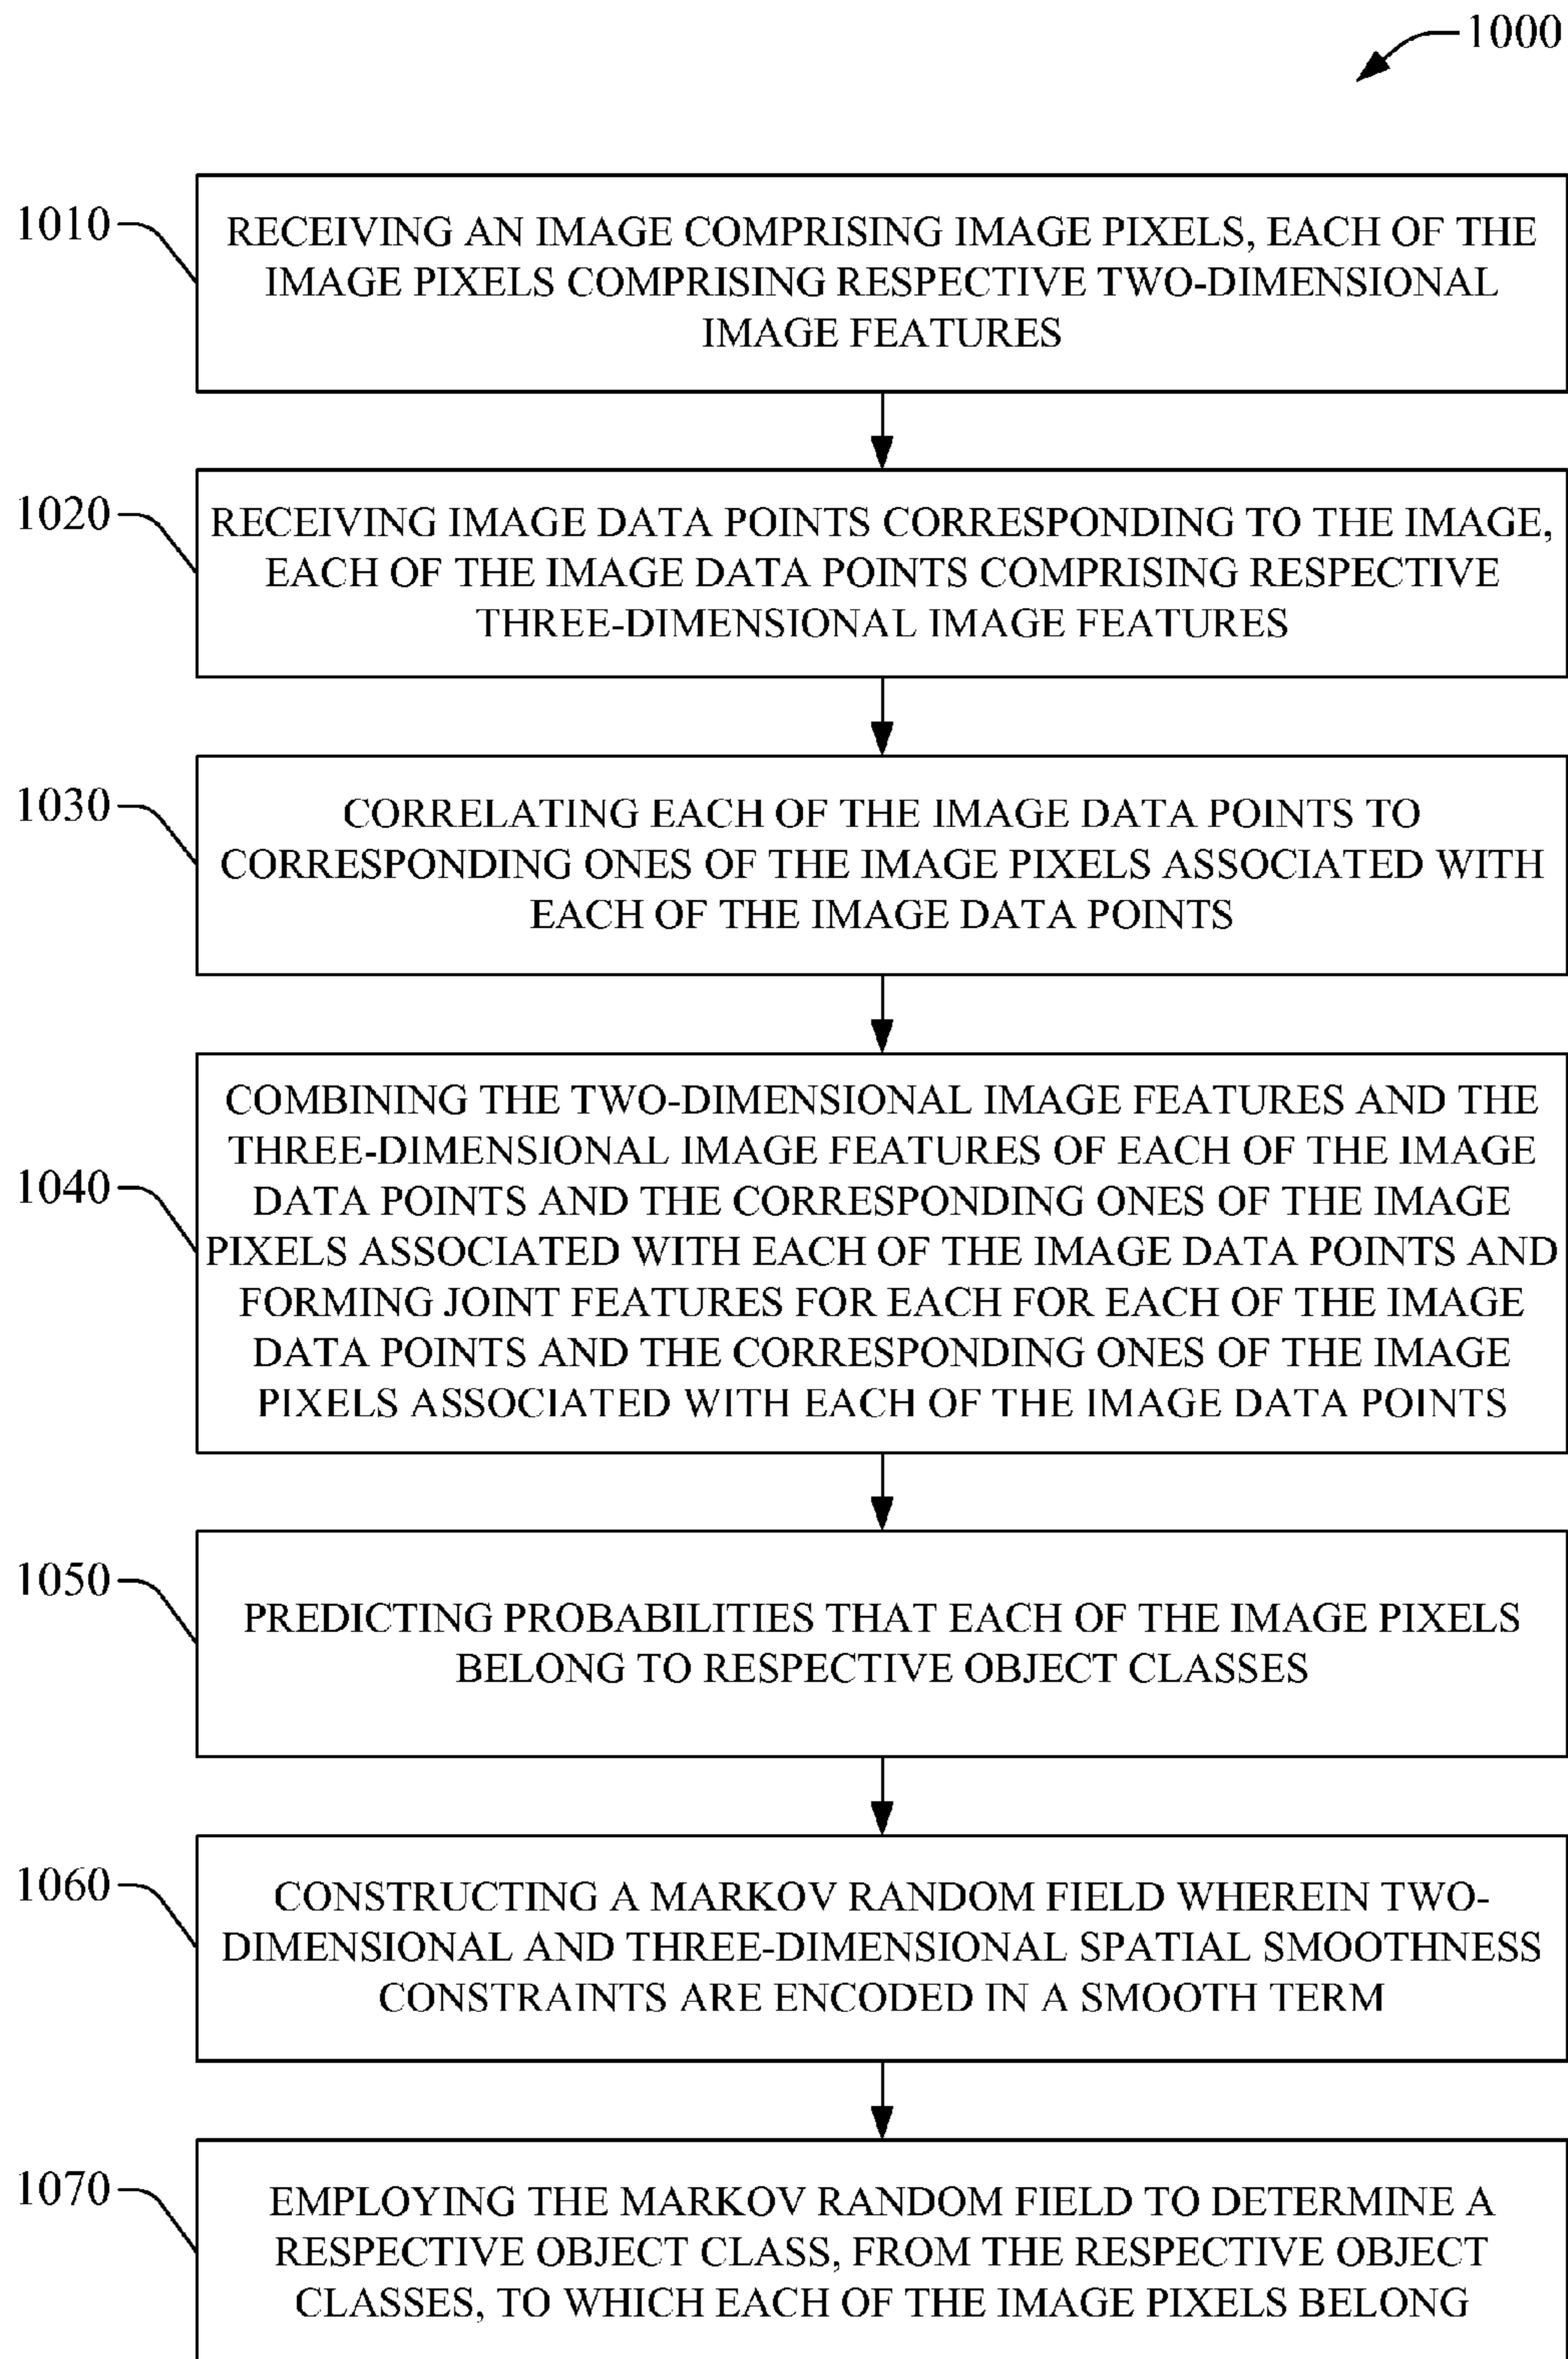 1000
1010
RECEIVING AN IMAGE COMPRISING IMAGE PIXELS, EACH OF THE
IMAGE PIXELS COMPRISING RESPECTIVE TWO-DIMENSIONAL
IMAGE FEATURES
1020
RECEIVING IMAGE DATA POINTS CORRESPONDING TO THE IMAGE,
EACH OF THE IMAGE DATA POINTS COMPRISING RESPECTIVE
THREE-DIMENSIONAL IMAGE FEATURES
1030
CORRELATING EACH OF THE IMAGE DATA POINTS TO
CORRESPONDING ONES OF THE IMAGE PIXELS ASSOCIATED WITH
EACH OF THE IMAGE DATA POINTS
1040
COMBINING THE TWO-DIMENSIONAL IMAGE FEATURES AND THE
THREE-DIMENSIONAL IMAGE FEATURES OF EACH OF THE IMAGE
DATA POINTS AND THE CORRESPONDING ONES OF THE IMAGE
PIXELS ASSOCIATED WITH EACH OF THE IMAGE DATA POINTS AND
FORMING JOINT FEATURES FOR EACH FOR EACH OF THE IMAGE
DATA POINTS AND THE CORRESPONDING ONES OF THE IMAGE
PIXELS ASSOCIATED WITH EACH OF THE IMAGE DATA POINTS
1050
PREDICTING PROBABILITIES THAT EACH OF THE IMAGE PIXELS
BELONG TO RESPECTIVE OBJECT CLASSES
1060
CONSTRUCTING A MARKOV RANDOM FIELD WHEREIN TWO-
DIMENSIONAL AND THREE-DIMENSIONAL SPATIAL SMOOTHNESS
CONSTRAINTS ARE ENCODED IN A SMOOTH TERM
1070
EMPLOYING THE MARKOV RANDOM FIELD TO DETERMINE A
RESPECTIVE OBJECT CLASS, FROM THE RESPECTIVE OBJECT
CLASSES, TO WHICH EACH OF THE IMAGE PIXELS BELONG